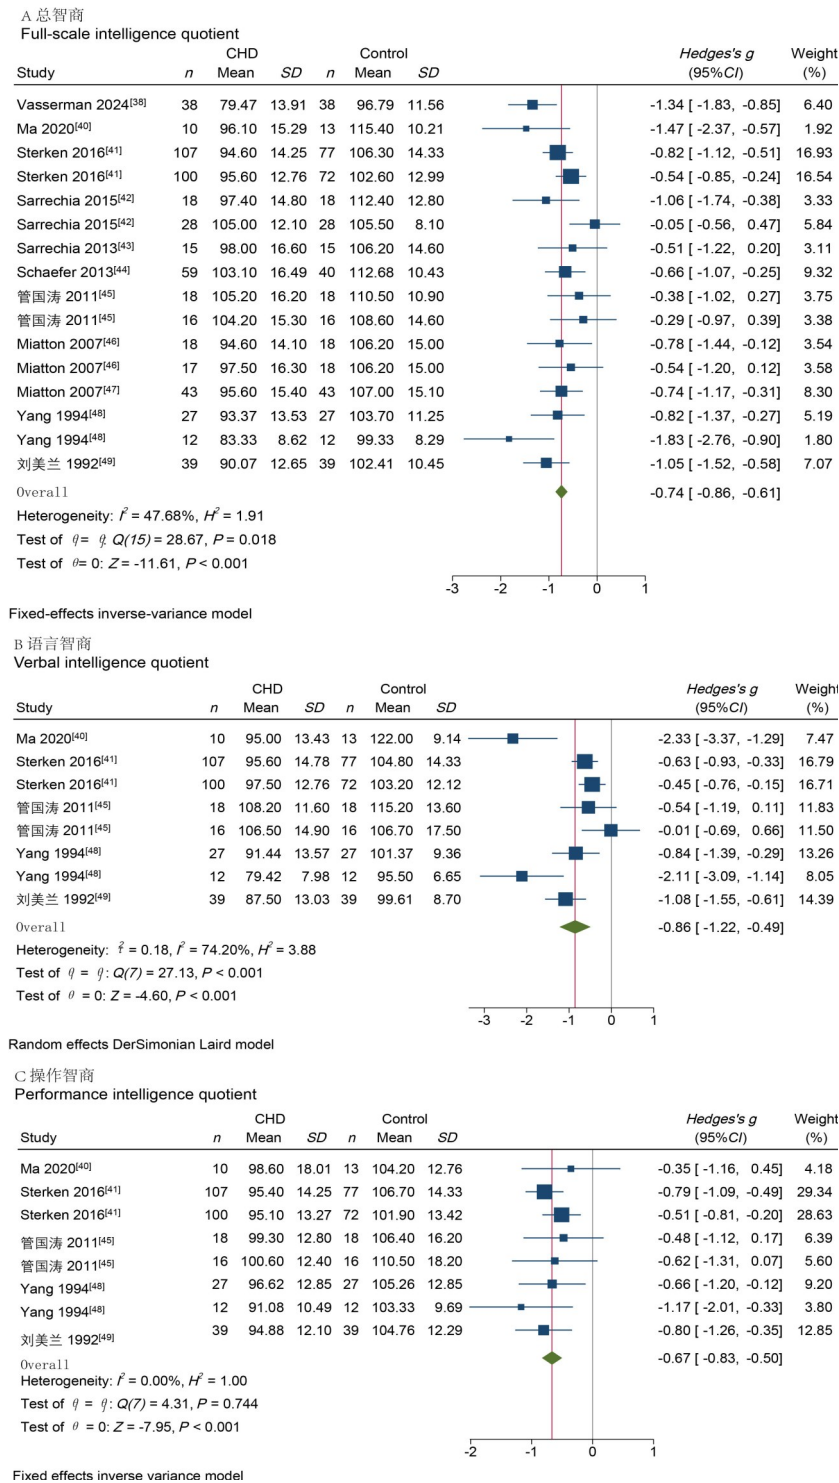 A 总智商
Full-scale intelligence quotient
CHD Control Hedges's g Weight
Study n Mean SD n Mean SD (95%CI) (%)
Vasserman 2024[38] 38 79.47 13.91 38 96.79 11.56 -1.34 [ -1.83, -0.85] 6.40
Ma 2020[40] 10 96.10 15.29 13 115.40 10.21 -1.47 [ -2.37, -0.57] 1.92
Sterken 2016[41] 107 94.60 14.25 77 106.30 14.33 -0.82 [ -1.12, -0.51] 16.93
Sterken 2016[41] 100 95.60 12.76 72 102.60 12.99 -0.54 [ -0.85, -0.24] 16.54
Sarrechia 2015[42] 18 97.40 14.80 18 112.40 12.80 -1.06 [ -1.74, -0.38] 3.33
Sarrechia 2015[42] 28 105.00 12.10 28 105.50 8.10 -0.05 [ -0.56, 0.47] 5.84
Sarrechia 2013[43] 15 98.00 16.60 15 106.20 14.60 -0.51 [ -1.22, 0.20] 3.11
Schaefer 2013[44] 59 103.10 16.49 40 112.68 10.43 -0.66 [ -1.07, -0.25] 9.32
管国涛 2011[45] 18 105.20 16.20 18 110.50 10.90 -0.38 [ -1.02, 0.27] 3.75
管国涛 2011[45] 16 104.20 15.30 16 108.60 14.60 -0.29 [ -0.97, 0.39] 3.38
Miatton 2007[46] 18 94.60 14.10 18 106.20 15.00 -0.78 [ -1.44, -0.12] 3.54
Miatton 2007[46] 17 97.50 16.30 18 106.20 15.00 -0.54 [ -1.20, 0.12] 3.58
Miatton 2007[47] 43 95.60 15.40 43 107.00 15.10 -0.74 [ -1.17, -0.31] 8.30
Yang 1994[48] 27 93.37 13.53 27 103.70 11.25 -0.82 [ -1.37, -0.27] 5.19
Yang 1994[48] 12 83.33 8.62 12 99.33 8.29 -1.83 [ -2.76, -0.90] 1.80
刘美兰 1992[49] 39 90.07 12.65 39 102.41 10.45 -1.05 [ -1.52, -0.58] 7.07
Overall -0.74 [ -0.86, -0.61]
Heterogeneity: I² = 47.68%, H² = 1.91
Test of θ = θ: Q(15) = 28.67, P = 0.018
Test of θ= 0: Z = -11.61, P < 0.001
-3 -2 -1 0 1
Fixed-effects inverse-variance model
B 语言智商
Verbal intelligence quotient
CHD Control Hedges's g Weight
Study n Mean SD n Mean SD (95%CI) (%)
Ma 2020[40] 10 95.00 13.43 13 122.00 9.14 -2.33 [ -3.37, -1.29] 7.47
Sterken 2016[41] 107 95.60 14.78 77 104.80 14.33 -0.63 [ -0.93, -0.33] 16.79
Sterken 2016[41] 100 97.50 12.76 72 103.20 12.12 -0.45 [ -0.76, -0.15] 16.71
管国涛 2011[45] 18 108.20 11.60 18 115.20 13.60 -0.54 [ -1.19, 0.11] 11.83
管国涛 2011[45] 16 106.50 14.90 16 106.70 17.50 -0.01 [ -0.69, 0.66] 11.50
Yang 1994[48] 27 91.44 13.57 27 101.37 9.36 -0.84 [ -1.39, -0.29] 13.26
Yang 1994[48] 12 79.42 7.98 12 95.50 6.65 -2.11 [ -3.09, -1.14] 8.05
刘美兰 1992[49] 39 87.50 13.03 39 99.61 8.70 -1.08 [ -1.55, -0.61] 14.39
Overall -0.86 [ -1.22, -0.49]
Heterogeneity: = 0.18, I² = 74.20%, H² = 3.88
Test of θ = θ: Q(7) = 27.13, P < 0.001
Test of θ = 0: Z = -4.60, P < 0.001
-3 -2 -1 0 1
Random effects DerSimonian Laird model
C 操作智商
Performance intelligence quotient
CHD Control Hedges's g Weight
Study n Mean SD n Mean SD (95%CI) (%)
Ma 2020[40] 10 98.60 18.01 13 104.20 12.76 -0.35 [ -1.16, 0.45] 4.18
Sterken 2016[41] 107 95.40 14.25 77 106.70 14.33 -0.79 [ -1.09, -0.49] 29.34
Sterken 2016[41] 100 95.10 13.27 72 101.90 13.42 -0.51 [ -0.81, -0.20] 28.63
管国涛 2011[45] 18 99.30 12.80 18 106.40 16.20 -0.48 [ -1.12, 0.17] 6.39
管国涛 2011[45] 16 100.60 12.40 16 110.50 18.20 -0.62 [ -1.31, 0.07] 5.60
Yang 1994[48] 27 96.62 12.85 27 105.26 12.85 -0.66 [ -1.20, -0.12] 9.20
Yang 1994[48] 12 91.08 10.49 12 103.33 9.69 -1.17 [ -2.01, -0.33] 3.80
刘美兰 1992[49] 39 94.88 12.10 39 104.76 12.29 -0.80 [ -1.26, -0.35] 12.85
Overall -0.67 [ -0.83, -0.50]
Heterogeneity: I² = 0.00%, H² = 1.00
Test of θ = θ: Q(7) = 4.31, P = 0.744
Test of θ = 0: Z = -7.95, P < 0.001
-2 -1 0 1
Fixed effects inverse variance model